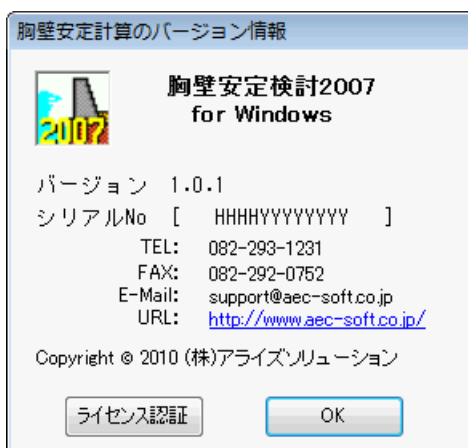 胸壁安定計算のバージョン情報
胸壁安定検討2007
for Windows
2007
バージョン 1.0.1
シリアルNo [ HHHHYYYYYYYYY ]
TEL: 082-293-1231
FAX: 082-292-0752
E-Mail: support@aec-soft.co.jp
URL: http://www.aec-soft.co.jp/
Copyright © 2010 (株)アライズソリューション
ライセンス認証 OK